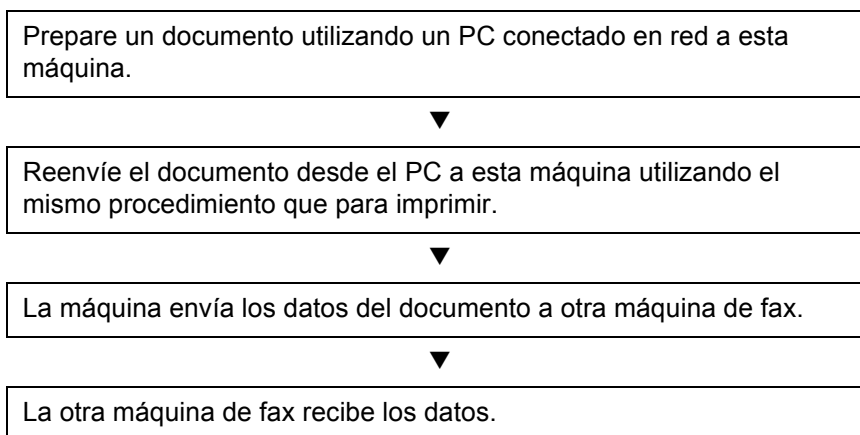 Prepare un documento utilizando un PC conectado en red a esta
máquina.
▼
Reenvíe el documento desde el PC a esta máquina utilizando el
mismo procedimiento que para imprimir.
▼
La máquina envía los datos del documento a otra máquina de fax.
▼
La otra máquina de fax recibe los datos.